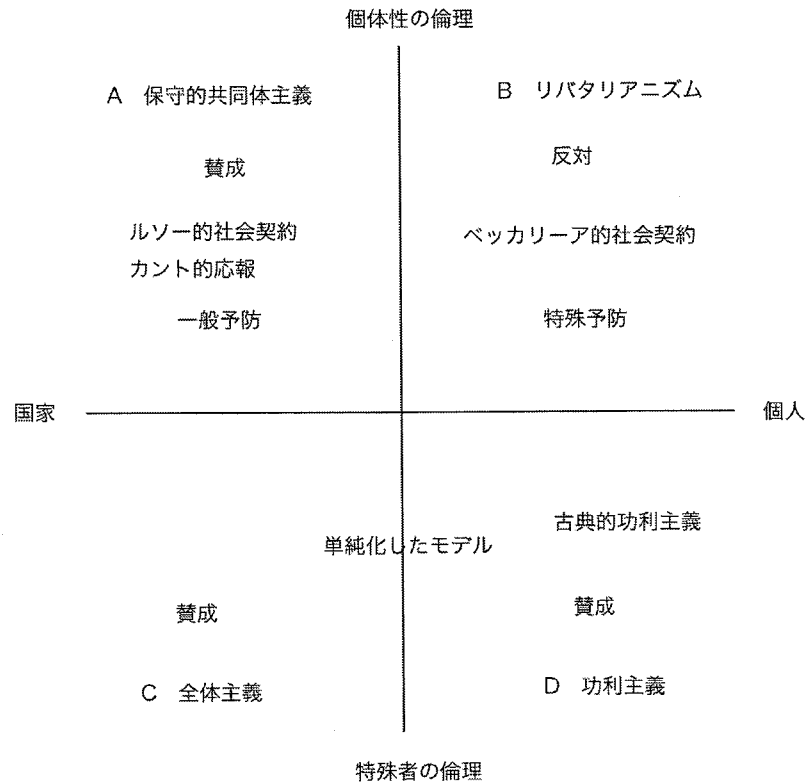 個体性の倫理
A 保守的共同体主義
B リバタリアニズム
賛成
反対
ルソー的社会契約
カント的応報
ベッカリーア的社会契約
一般予防
特殊予防
国家
個人
古典的功利主義
単純化したモデル
賛成
賛成
C 全体主義
D 功利主義
特殊者の倫理